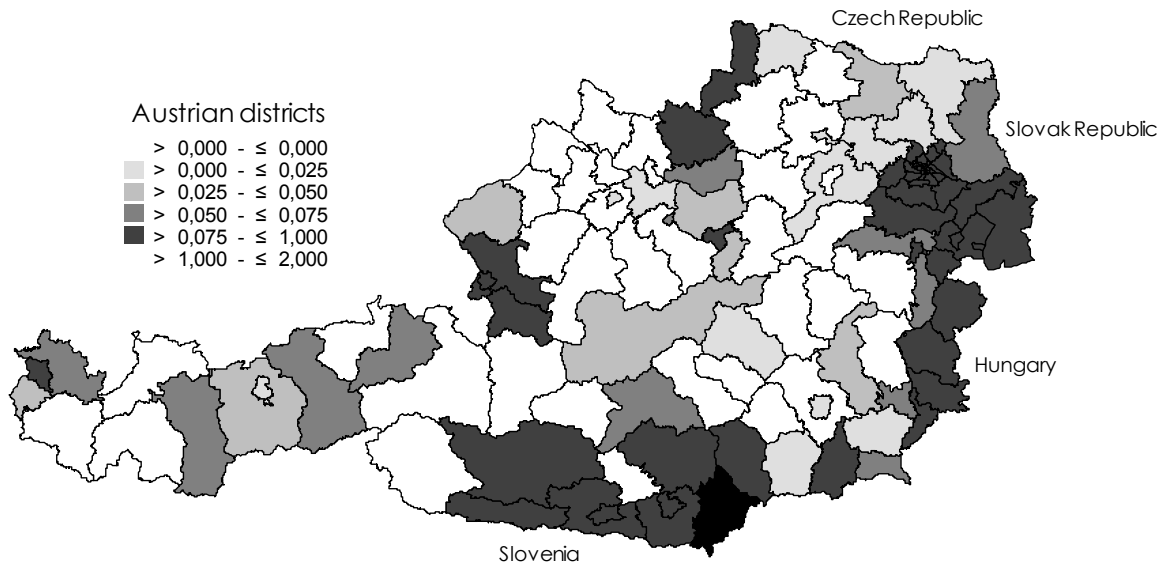 Czech Republic
Austrian districts
Slovak Republic
> 0,000 - ≤ 0,000
> 0,000 - ≤ 0,025
> 0,025 - ≤ 0,050
> 0,050 - ≤ 0,075
> 0,075 - ≤ 1,000
> 1,000 - ≤ 2,000
Hungary
Slovenia